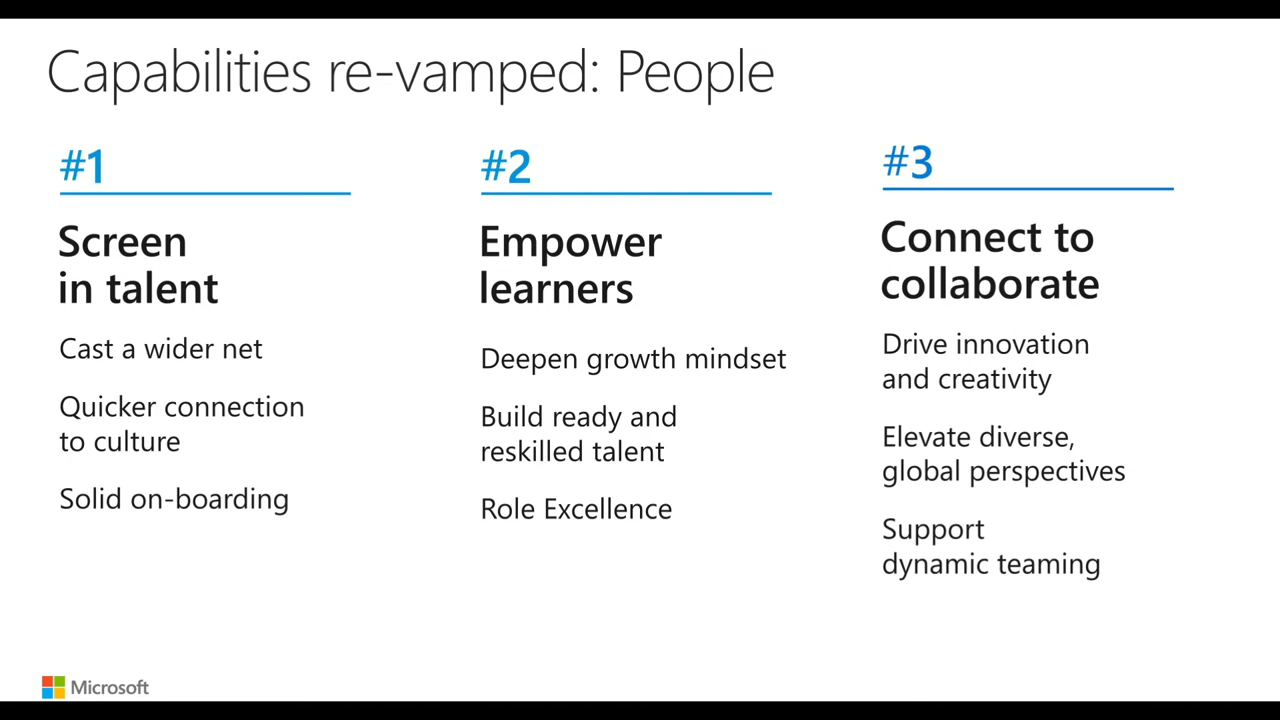 Capabilities re-vamped: People
#1
Screen
in talent
Cast a wider net
Quicker connection
to culture
Solid on-boarding
#2
Empower
learners
Deepen growth mindset
Build ready and
reskilled talent
Role Excellence
#3
Connect to
collaborate
Drive innovation
and creativity
Elevate diverse,
global perspectives
Support
dynamic teaming
Microsoft